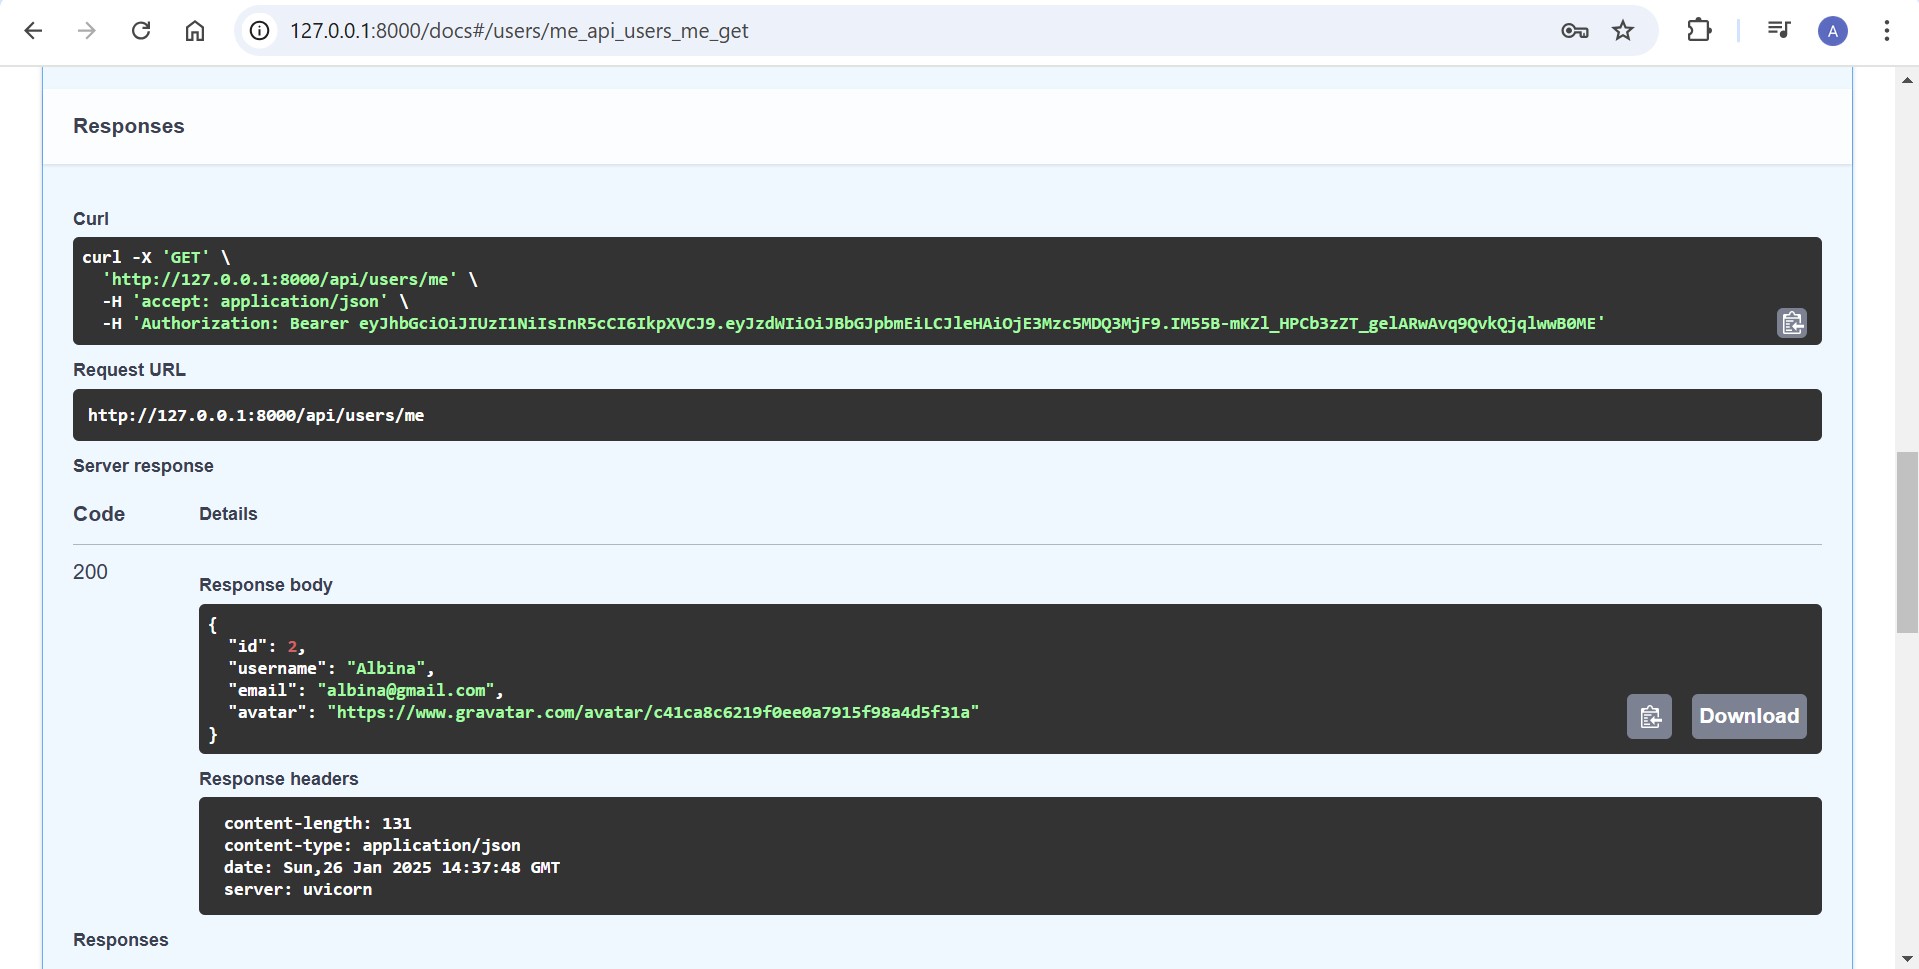 127.0.0.1:8000/docs#/users/me_api_users_me_get
A
Responses
Curl
curl -X 'GET' \
'http://127.0.0.1:8000/api/users/me' \
-H 'accept: application/json' \
-H 'Authorization: Bearer eyJhbGciOiJIUzI1NiIsInR5cCI6IkpXVCJ9.eyJzdWIiOiJBbGJpbmEiLCJleHAiOjE3Mzc5MDQ3MjF9.IM55B-mKZl_HPCb3zZT_gelARwAvq9QvkQjqlwwB0ME'
Request URL
http://127.0.0.1:8000/api/users/me
Server response
Code Details
200
Response body
{
"id": 2,
"username": "Albina",
"email": "albina@gmail.com",
"avatar": "https://www.gravatar.com/avatar/c41ca8c6219f0ee0a7915f98a4d5f31a"
}
Download
Response headers
content-length: 131
content-type: application/json
date: Sun,26 Jan 2025 14:37:48 GMT
server: uvicorn
Responses